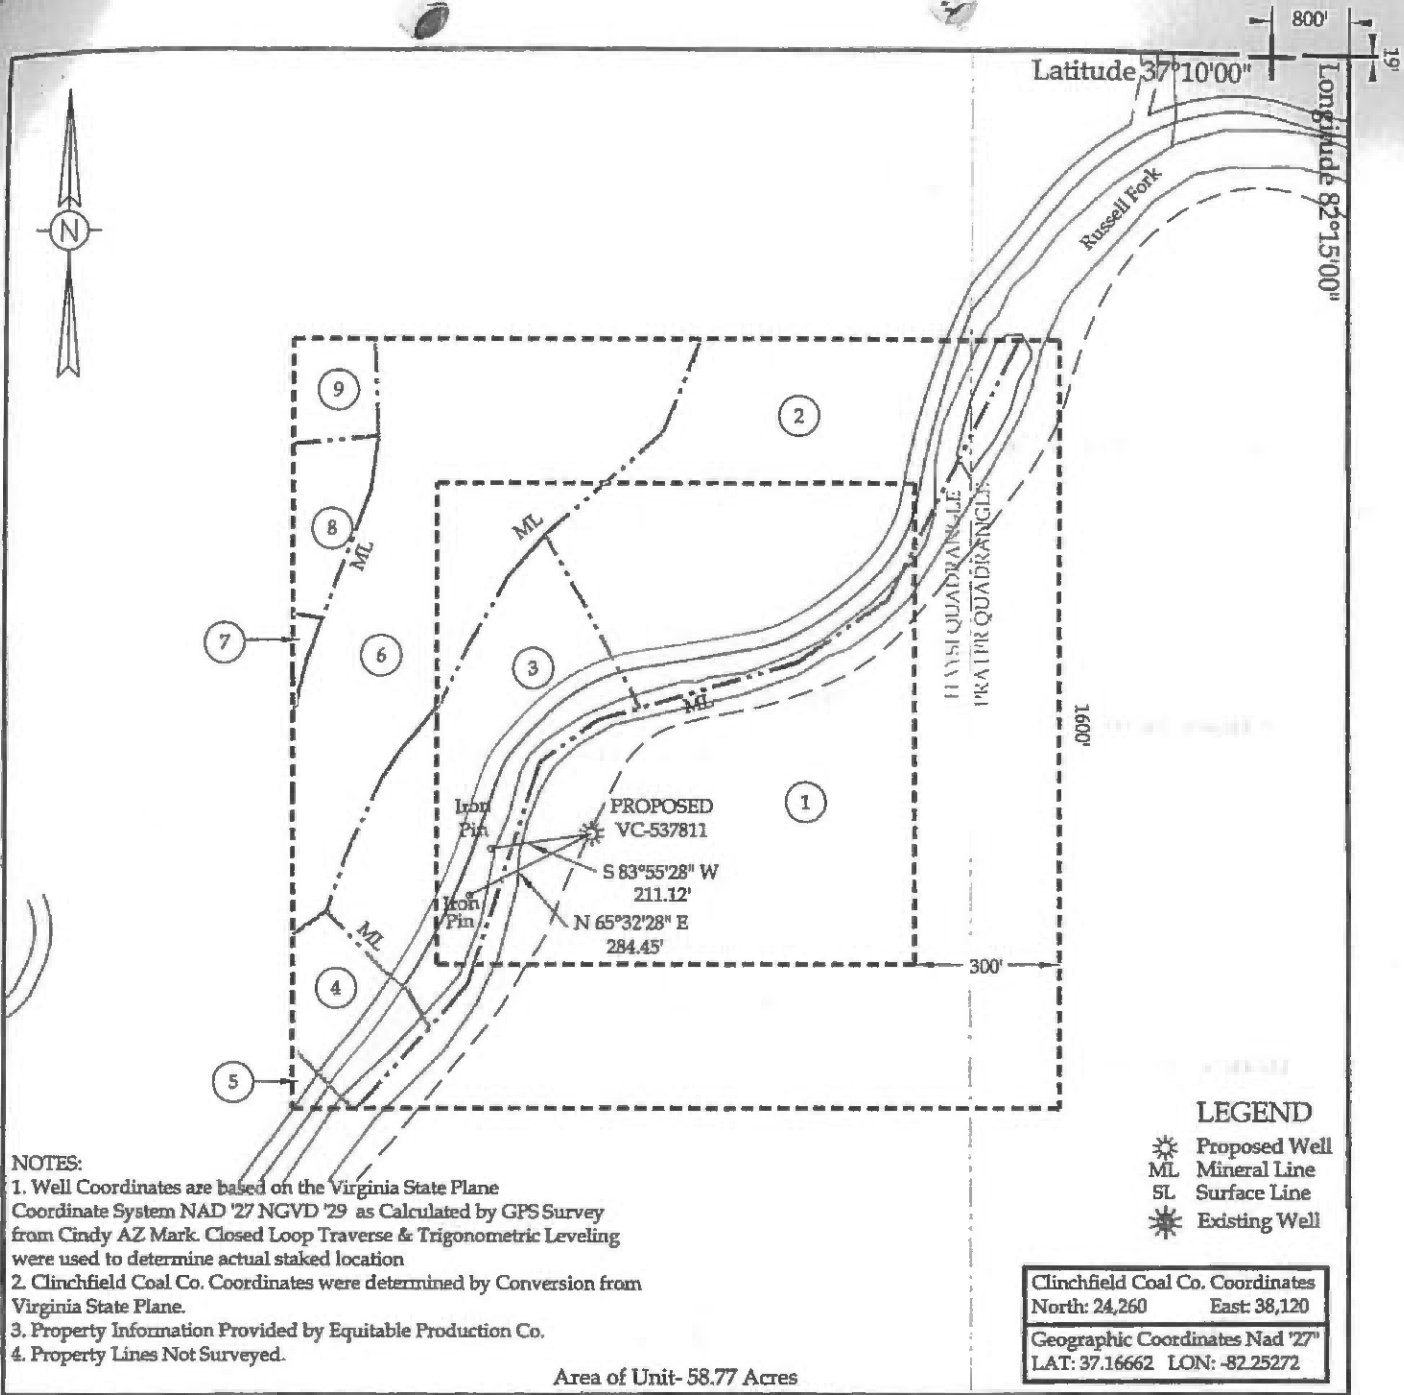 800'
19'
Latitude 37°10'00"
Longitude 82°15'00"
N
Russell Fork
9
2
8
ML
ML
7
6
3
HAYSI QUADRANGLE
PRATER QUADRANGLE
ML
1600'
1
Iron
Pin
PROPOSED
VC-537811
S 83°55'28" W
211.12'
Iron
Pin
N 65°32'28" E
284.45'
ML
300'
4
5
LEGEND
Proposed Well
ML Mineral Line
SL Surface Line
Existing Well
NOTES:
1. Well Coordinates are based on the Virginia State Plane
Coordinate System NAD '27 NGVD '29 as Calculated by GPS Survey
from Cindy AZ Mark. Closed Loop Traverse & Trigonometric Leveling
were used to determine actual staked location
2. Clinchfield Coal Co. Coordinates were determined by Conversion from
Virginia State Plane.
3. Property Information Provided by Equitable Production Co.
4. Property Lines Not Surveyed.
Clinchfield Coal Co. Coordinates
North: 24,260 East: 38,120
Geographic Coordinates Nad '27"
LAT: 37.16662 LON: -82.25272
Area of Unit- 58.77 Acres